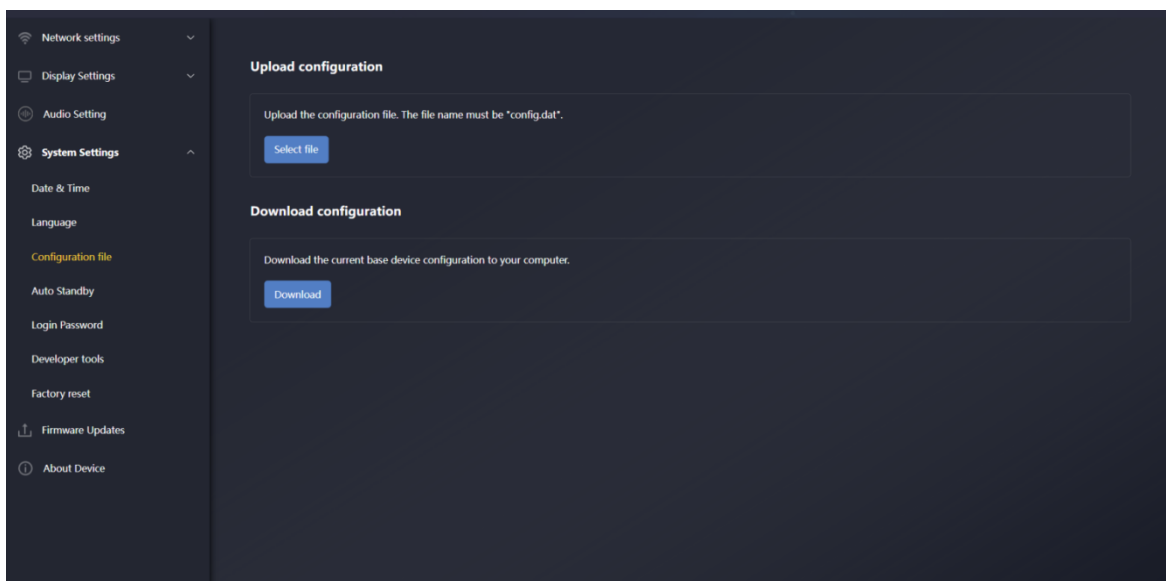 Network settings
Display Settings
Audio Setting
System Settings
Date & Time
Language
Configuration file
Auto Standby
Login Password
Developer tools
Factory reset
Firmware Updates
About Device
Upload configuration
Upload the configuration file. The file name must be "config.dat".
Select file
Download configuration
Download the current base device configuration to your computer.
Download